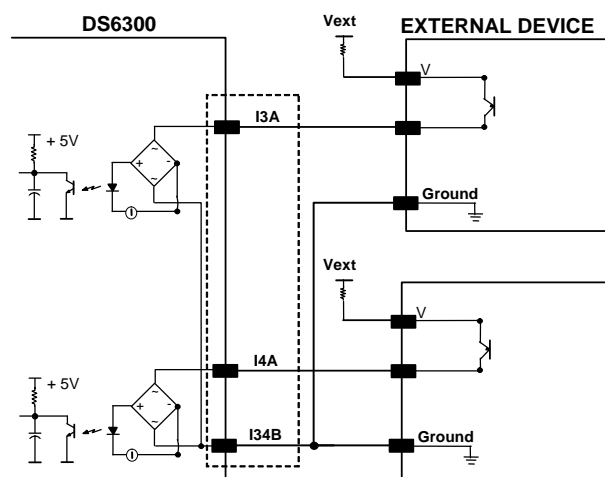 DS6300
Vext
EXTERNAL DEVICE
V
I3A
+ 5V
~
+ -
~
I
Ground
Vext
V
I4A
+ 5V
~
+ -
~
I
I34B
Ground